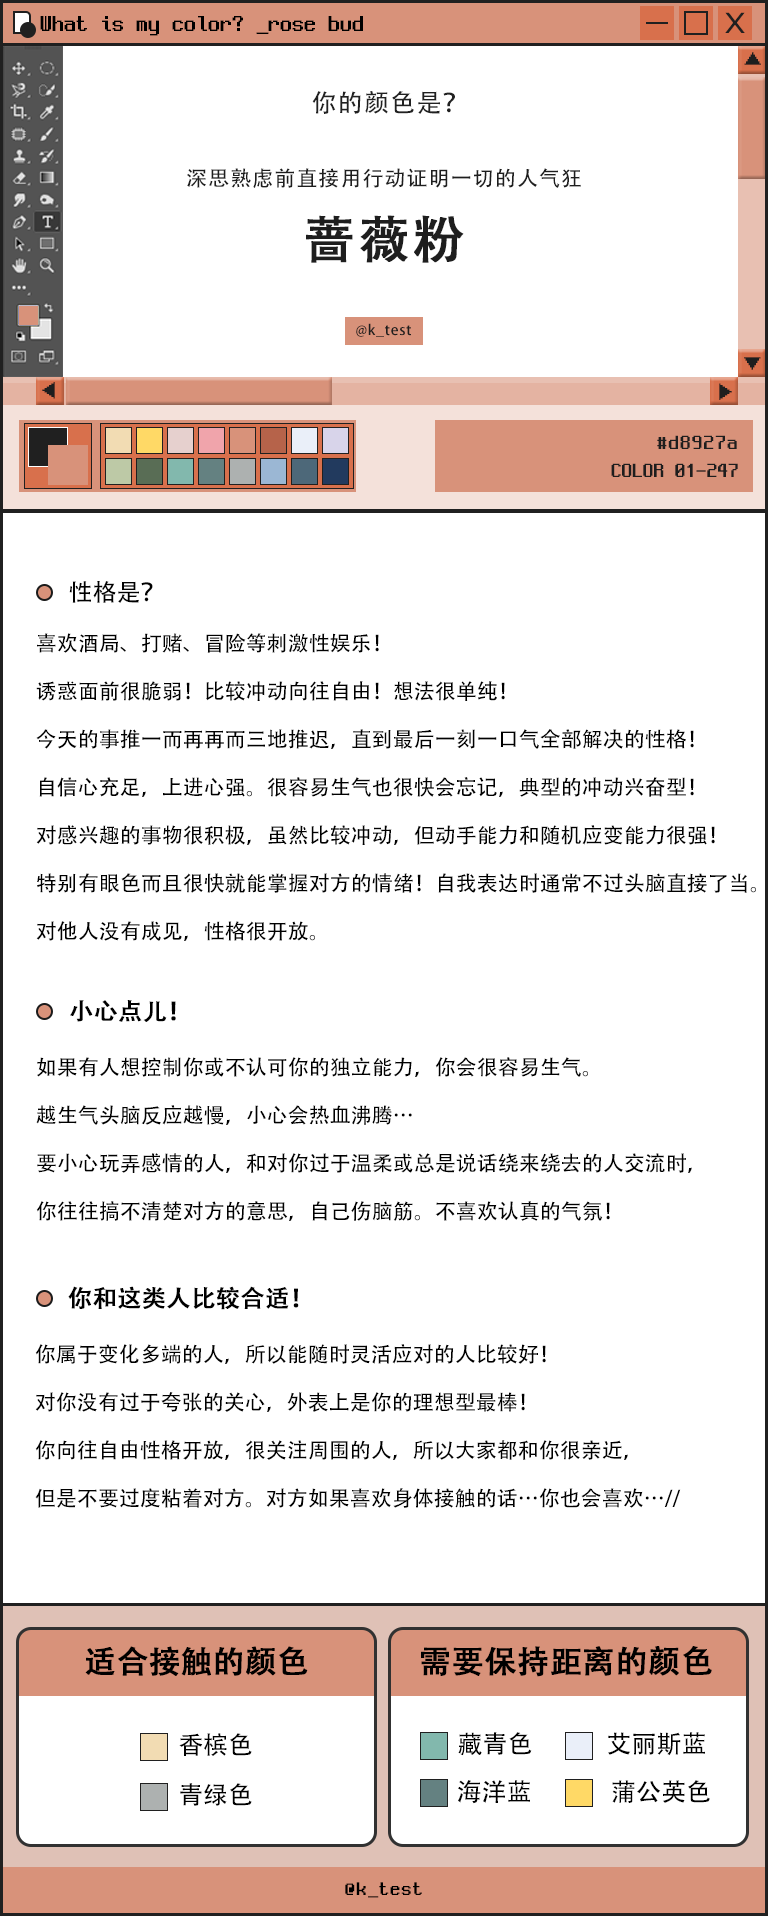 What is my color? _rose bud
X
你的颜色是？
深思熟虑前直接用行动证明一切的人气狂
蔷薇粉
@k_test
T
#d8927a
COLOR 01-247
性格是？
喜欢酒局、打赌、冒险等刺激性娱乐！
诱惑面前很脆弱！比较冲动向往自由！想法很单纯！
今天的事推一而再再而三地推迟，直到最后一刻一口气全部解决的性格！
自信心充足，上进心强。很容易生气也很快会忘记，典型的冲动兴奋型！
对感兴趣的事物很积极，虽然比较冲动，但动手能力和随机应变能力很强！
特别有眼色而且很快就能掌握对方的情绪！自我表达时通常不过头脑直接了当。
对他人没有成见，性格很开放。
小心点儿！
如果有人想控制你或不认可你的独立能力，你会很容易生气。
越生气头脑反应越慢，小心会热血沸腾…
要小心玩弄感情的人，和对你过于温柔或总是说话绕来绕去的人交流时，
你往往搞不清楚对方的意思，自己伤脑筋。不喜欢认真的气氛！
你和这类人比较合适！
你属于变化多端的人，所以能随时灵活应对的人比较好！
对你没有过于夸张的关心，外表上是你的理想型最棒！
你向往自由性格开放，很关注周围的人，所以大家都和你很亲近，
但是不要过度粘着对方。对方如果喜欢身体接触的话…你也会喜欢…//
适合接触的颜色
香槟色
青绿色
需要保持距离的颜色
藏青色 艾丽斯蓝
海洋蓝 蒲公英色
@k_test